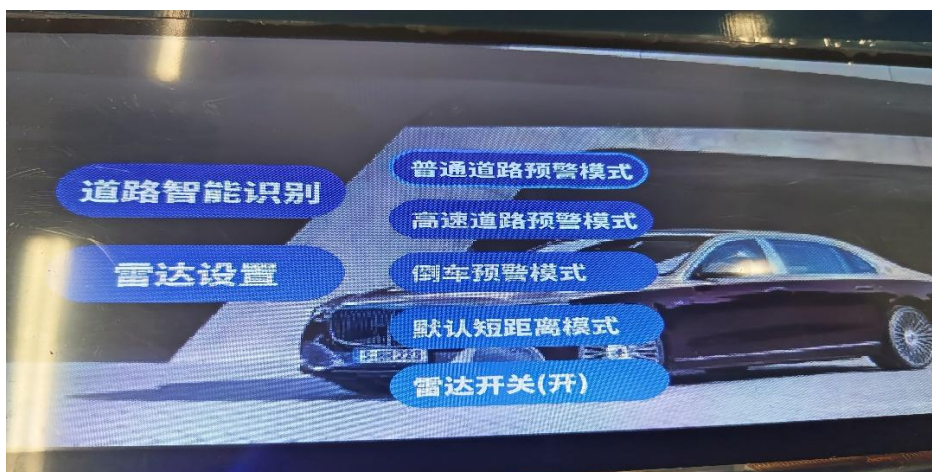 道路智能识别
雷达设置
普通道路预警模式
高速道路预警模式
倒车预警模式
默认短距离模式
雷达开关(开)